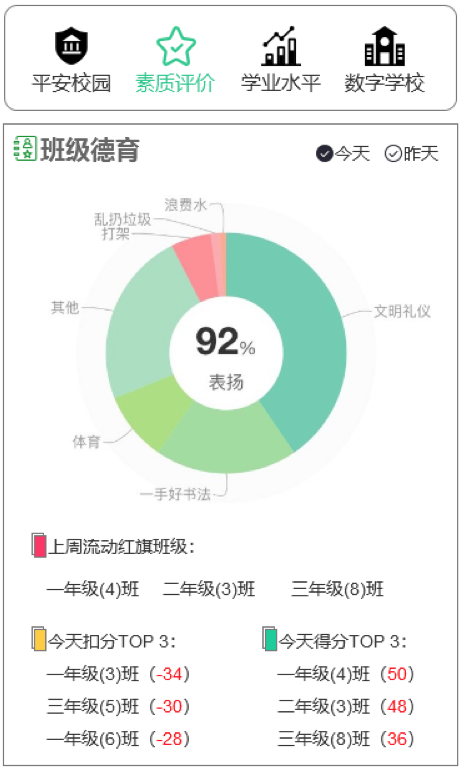 平安校园 素质评价 学业水平 数字学校
班级德育 今天 昨天
浪费水
乱扔垃圾
打架
其他
文明礼仪
92%
表扬
体育
一手好书法
上周流动红旗班级：
一年级(4)班 二年级(3)班 三年级(8)班
今天扣分TOP 3： 今天得分TOP 3：
一年级(3)班（-34） 一年级(4)班（50）
三年级(5)班（-30） 二年级(3)班（48）
一年级(6)班（-28） 三年级(8)班（36）